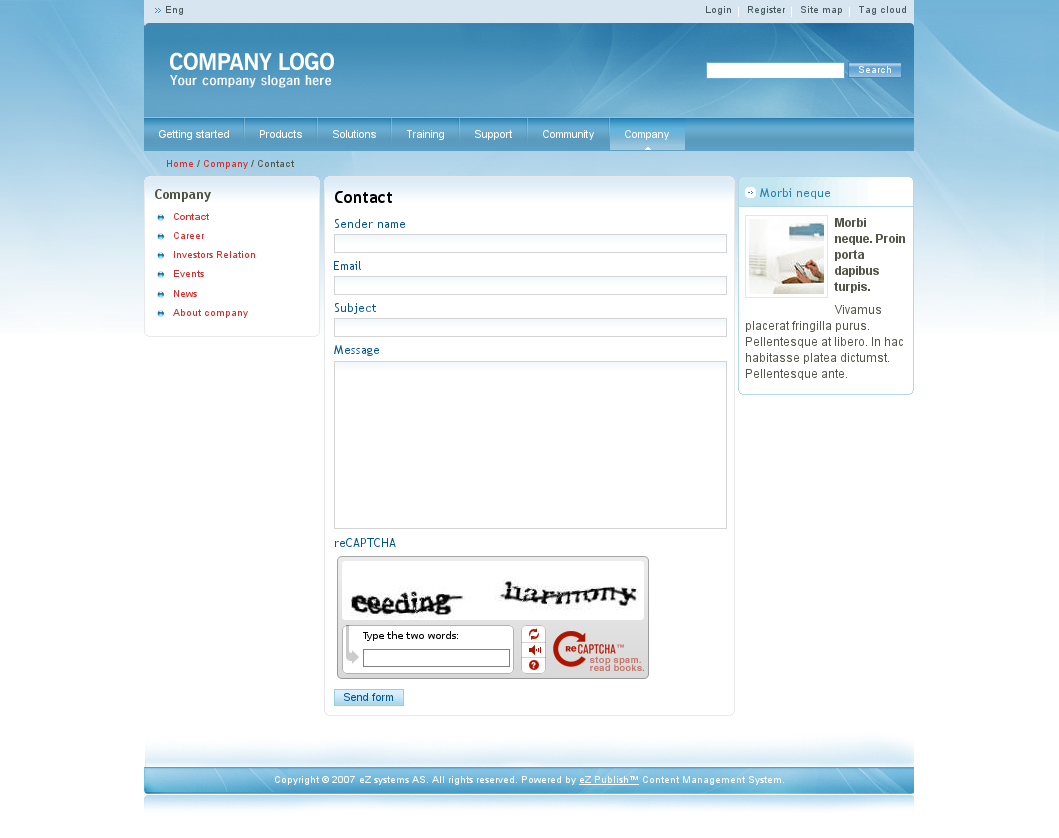 Eng
Login Register Site map Tag cloud
COMPANY LOGO
Your company slogan here
Search
Getting started Products Solutions Training Support Community Company
Home / Company / Contact
Company
Contact
Career
Investors Relation
Events
News
About company
Contact
Sender name
Email
Subject
Message
reCAPTCHA
ceeding harmony
Type the two words:
reCAPTCHA™
stop spam.
read books.
Send form
Morbi neque
Morbi
neque. Proin
porta
dapibus
turpis.
Vivamus
placerat fringilla purus.
Pellentesque at libero. In hac
habitasse platea dictumst.
Pellentesque ante.
Copyright © 2007 eZ systems AS. All rights reserved. Powered by eZ Publish™ Content Management System.